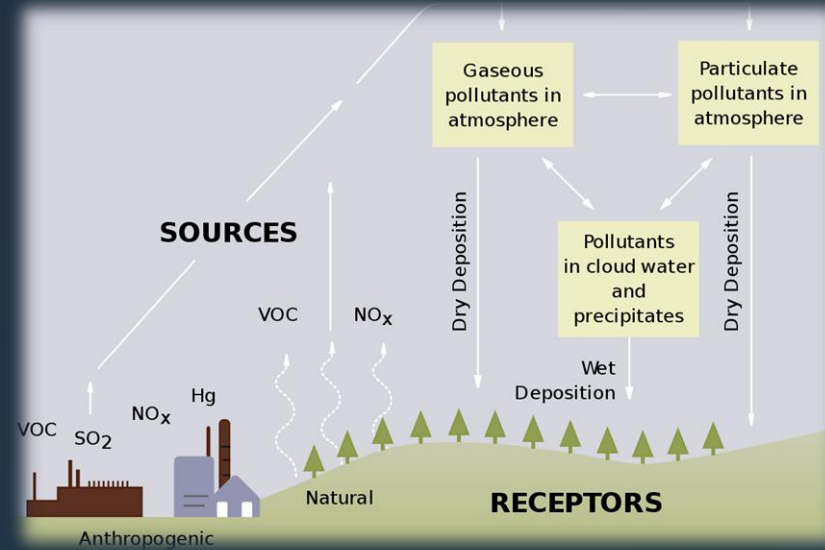 Gaseous
pollutants in
atmosphere
Particulate
pollutants in
atmosphere
SOURCES
Dry Deposition
Pollutants
in cloud water
and
precipitates
Dry Deposition
VOC
NOx
Wet
Deposition
Hg
NOx
VOC
SO2
Natural
RECEPTORS
Anthropogenic